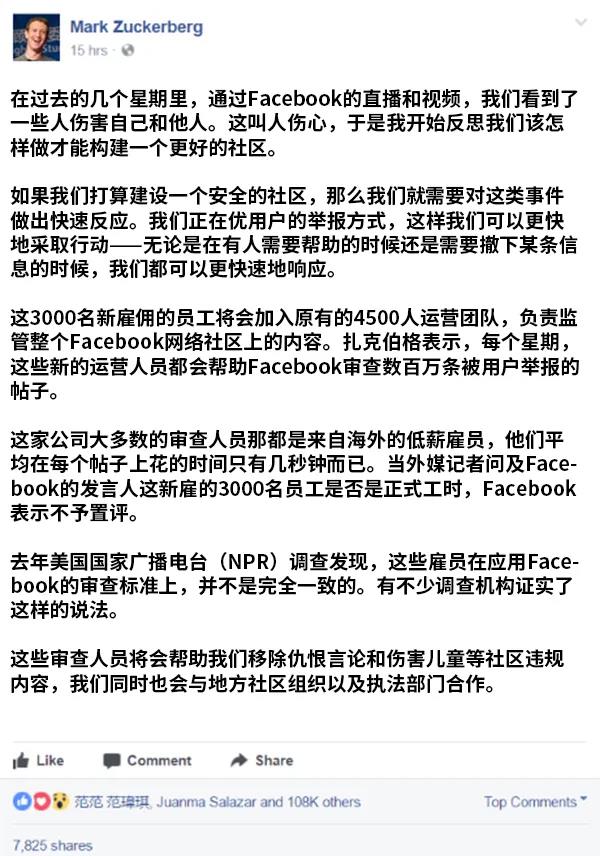 Mark Zuckerberg
15 hrs ·
在过去的几个星期里，通过Facebook的直播和视频，我们看到了
一些人伤害自己和他人。这叫人伤心，于是我开始反思我们该怎
样做才能构建一个更好的社区。
如果我们打算建设一个安全的社区，那么我们就需要对这类事件
做出快速反应。我们正在优用户的举报方式，这样我们可以更快
地采取行动——无论是在有人需要帮助的时候还是需要撤下某条信
息的时候，我们都可以更快速地响应。
这3000名新雇佣的员工将会加入原有的4500人运营团队，负责监
管整个Facebook网络社区上的内容。扎克伯格表示，每个星期，
这些新的运营人员都会帮助Facebook审查数百万条被用户举报的
帖子。
这家公司大多数的审查人员那都是来自海外的低薪雇员，他们平
均在每个帖子上花的时间只有几秒钟而已。当外媒记者问及Face-
book的发言人这新雇的3000名员工是否是正式工时，Facebook
表示不予置评。
去年美国国家广播电台（NPR）调查发现，这些雇员在应用Face-
book的审查标准上，并不是完全一致的。有不少调查机构证实了
这样的说法。
这些审查人员将会帮助我们移除仇恨言论和伤害儿童等社区违规
内容，我们同时也会与地方社区组织以及执法部门合作。
Like Comment Share
范范 范瑋琪, Juanma Salazar and 108K others Top Comments
7,825 shares